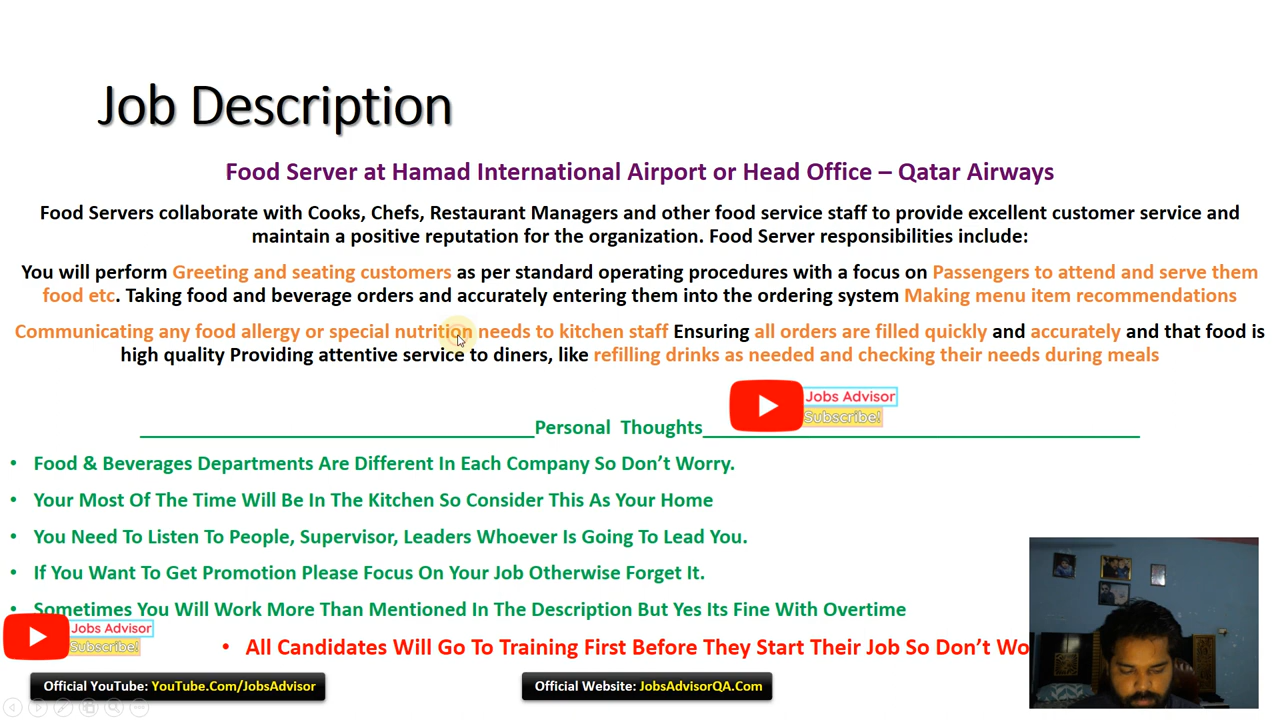 Job Description
Food Server at Hamad International Airport or Head Office – Qatar Airways
Food Servers collaborate with Cooks, Chefs, Restaurant Managers and other food service staff to provide excellent customer service and
maintain a positive reputation for the organization. Food Server responsibilities include:
You will perform Greeting and seating customers as per standard operating procedures with a focus on Passengers to attend and serve them
food etc. Taking food and beverage orders and accurately entering them into the ordering system Making menu item recommendations
Communicating any food allergy or special nutrition needs to kitchen staff Ensuring all orders are filled quickly and accurately and that food is
high quality Providing attentive service to diners, like refilling drinks as needed and checking their needs during meals
Jobs Advisor
Subscribe!
Personal Thoughts
• Food & Beverages Departments Are Different In Each Company So Don’t Worry.
• Your Most Of The Time Will Be In The Kitchen So Consider This As Your Home
• You Need To Listen To People, Supervisor, Leaders Whoever Is Going To Lead You.
• If You Want To Get Promotion Please Focus On Your Job Otherwise Forget It.
• Sometimes You Will Work More Than Mentioned In The Description But Yes Its Fine With Overtime
Jobs Advisor
Subscribe!
• All Candidates Will Go To Training First Before They Start Their Job So Don’t Wo
Official YouTube: YouTube.Com/JobsAdvisor
Official Website: JobsAdvisorQA.Com